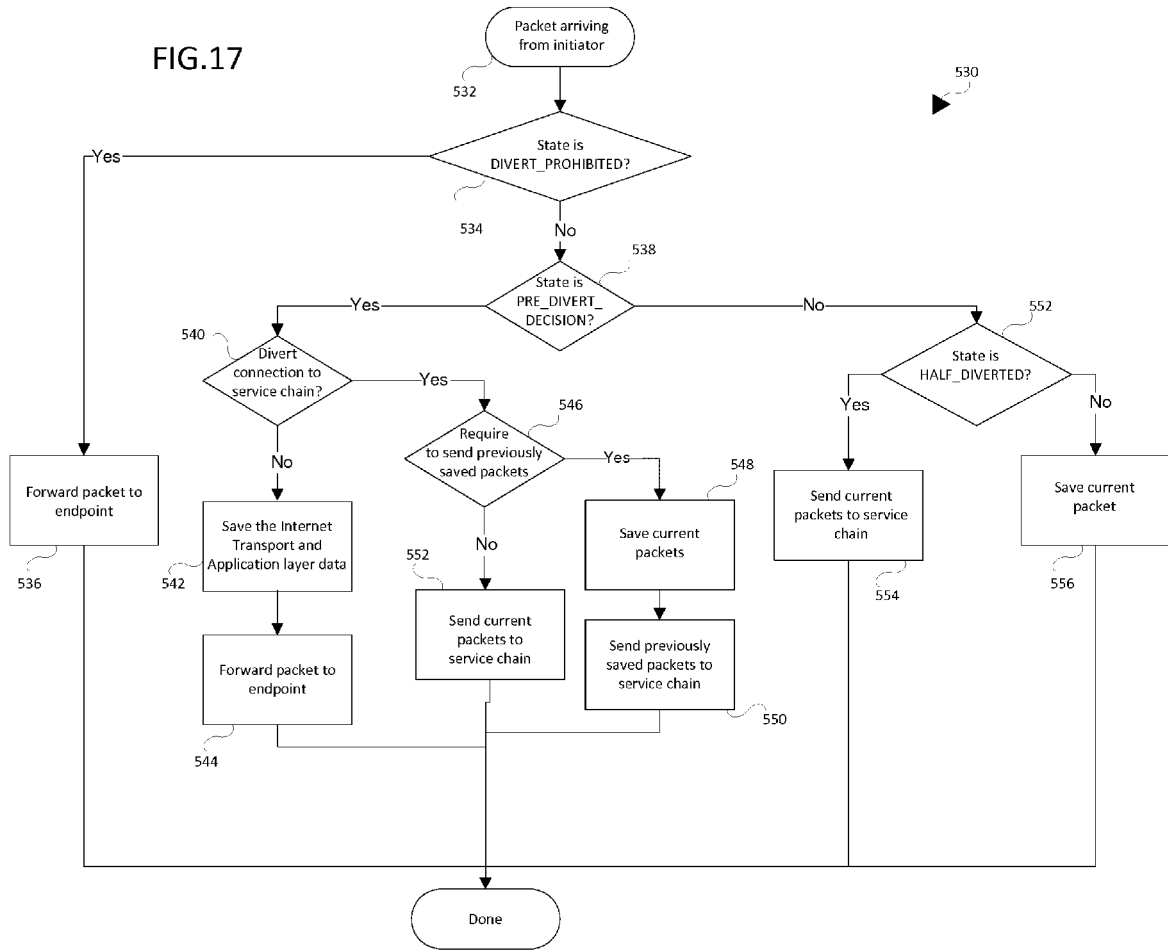 FIG.17
Packet arriving
from initiator
532
530
State is
DIVERT_PROHIBITED?
Yes
534
No
538
State is
PRE_DIVERT_
DECISION?
Yes
No
540
Divert
connection to
service chain?
Yes
No
552
State is
HALF_DIVERTED?
Yes
No
546
Require
to send previously
saved packets
Yes
No
Forward packet to
endpoint
536
Save the Internet
Transport and
Application layer data
542
548
Save current
packets
Send current
packets to service
chain
554
Save current
packet
556
552
Send current
packets to
service chain
Forward packet to
endpoint
544
Send previously
saved packets to
service chain
550
Done